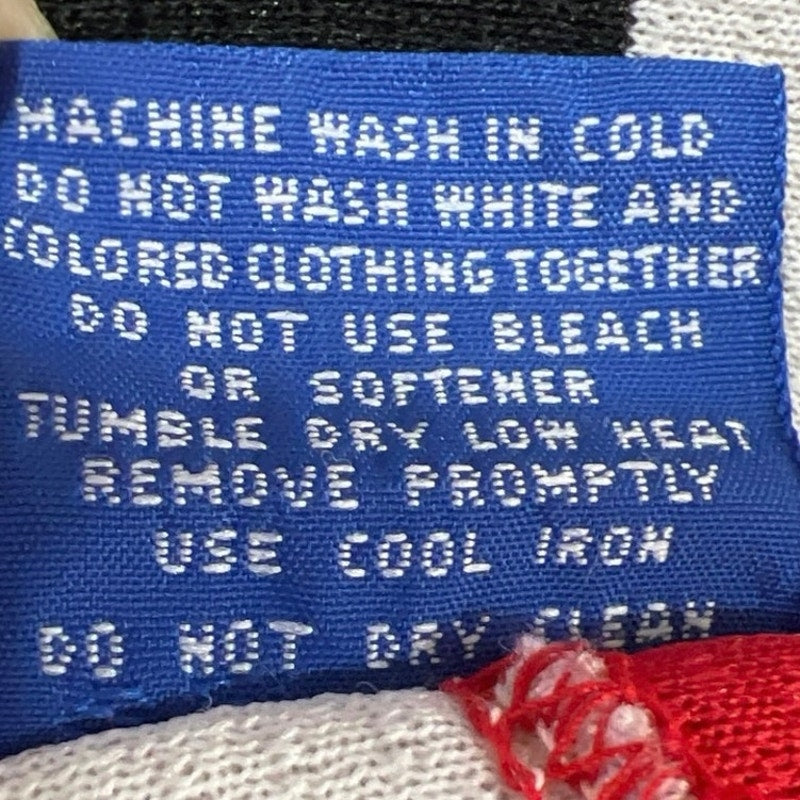 MACHINE WASH IN COLD
DO NOT WASH WHITE AND
COLORED CLOTHING TOGETHER
DO NOT USE BLEACH
OR SOFTENER
TUMBLE DRY LOW HEAT
REMOVE PROMPTLY
USE COOL IRON
DO NOT DRY CLEAN